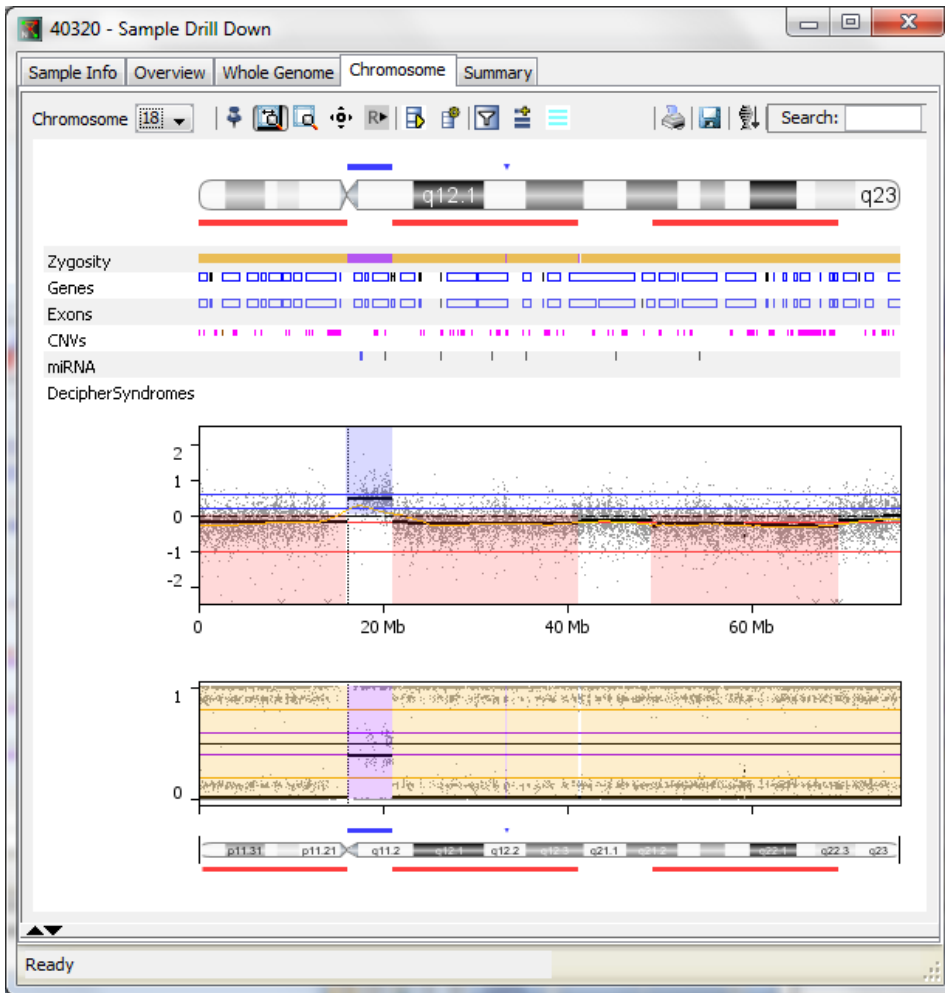 40320 - Sample Drill Down
Sample Info Overview Whole Genome Chromosome Summary
Chromosome 18 R Search:
q12.1 q23
Zygosity
Genes
Exons
CNVs
miRNA
DecipherSyndromes
2
1
0
-1
-2
0 20 Mb 40 Mb 60 Mb
1
0
p11.31 p11.21 q11.2 q12.1 q12.2 q12.3 q21.1 q21.2 q22.1 q22.3 q23
Ready